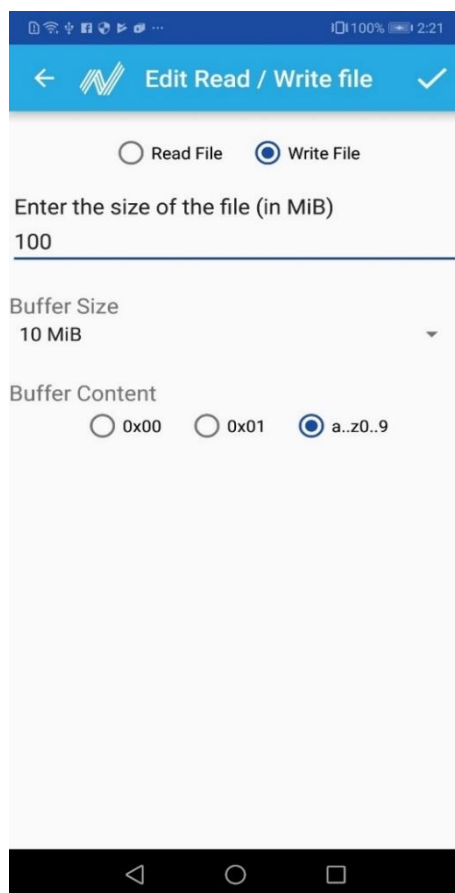 100% 2:21
Edit Read / Write file
Read File Write File
Enter the size of the file (in MiB)
100
Buffer Size
10 MiB
Buffer Content
0x00 0x01 a..z0..9